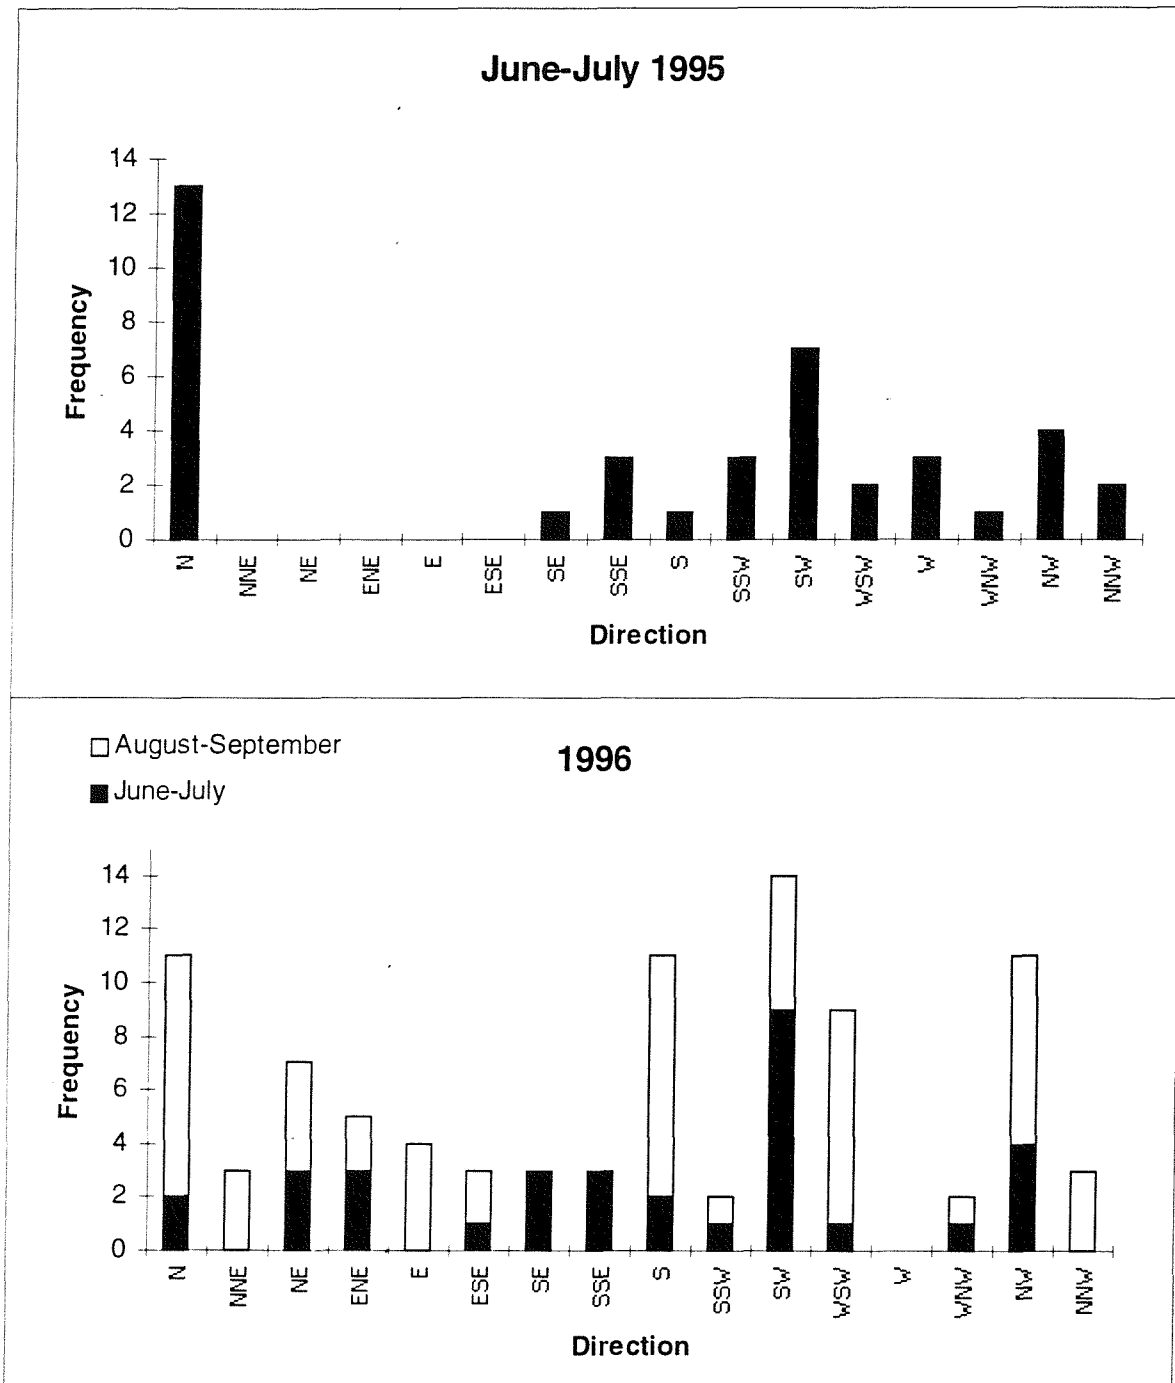 June-July 1995
14
12
10
8
6
4
2
0
Frequency
N NNE NE ENE E ESE SE SSE S SSW SW WSW W WNW NW NNW
Direction
August-September
1996
June-July
14
12
10
8
6
4
2
0
Frequency
N NNE NE ENE E ESE SE SSE S SSW SW WSW W WNW NW NNW
Direction